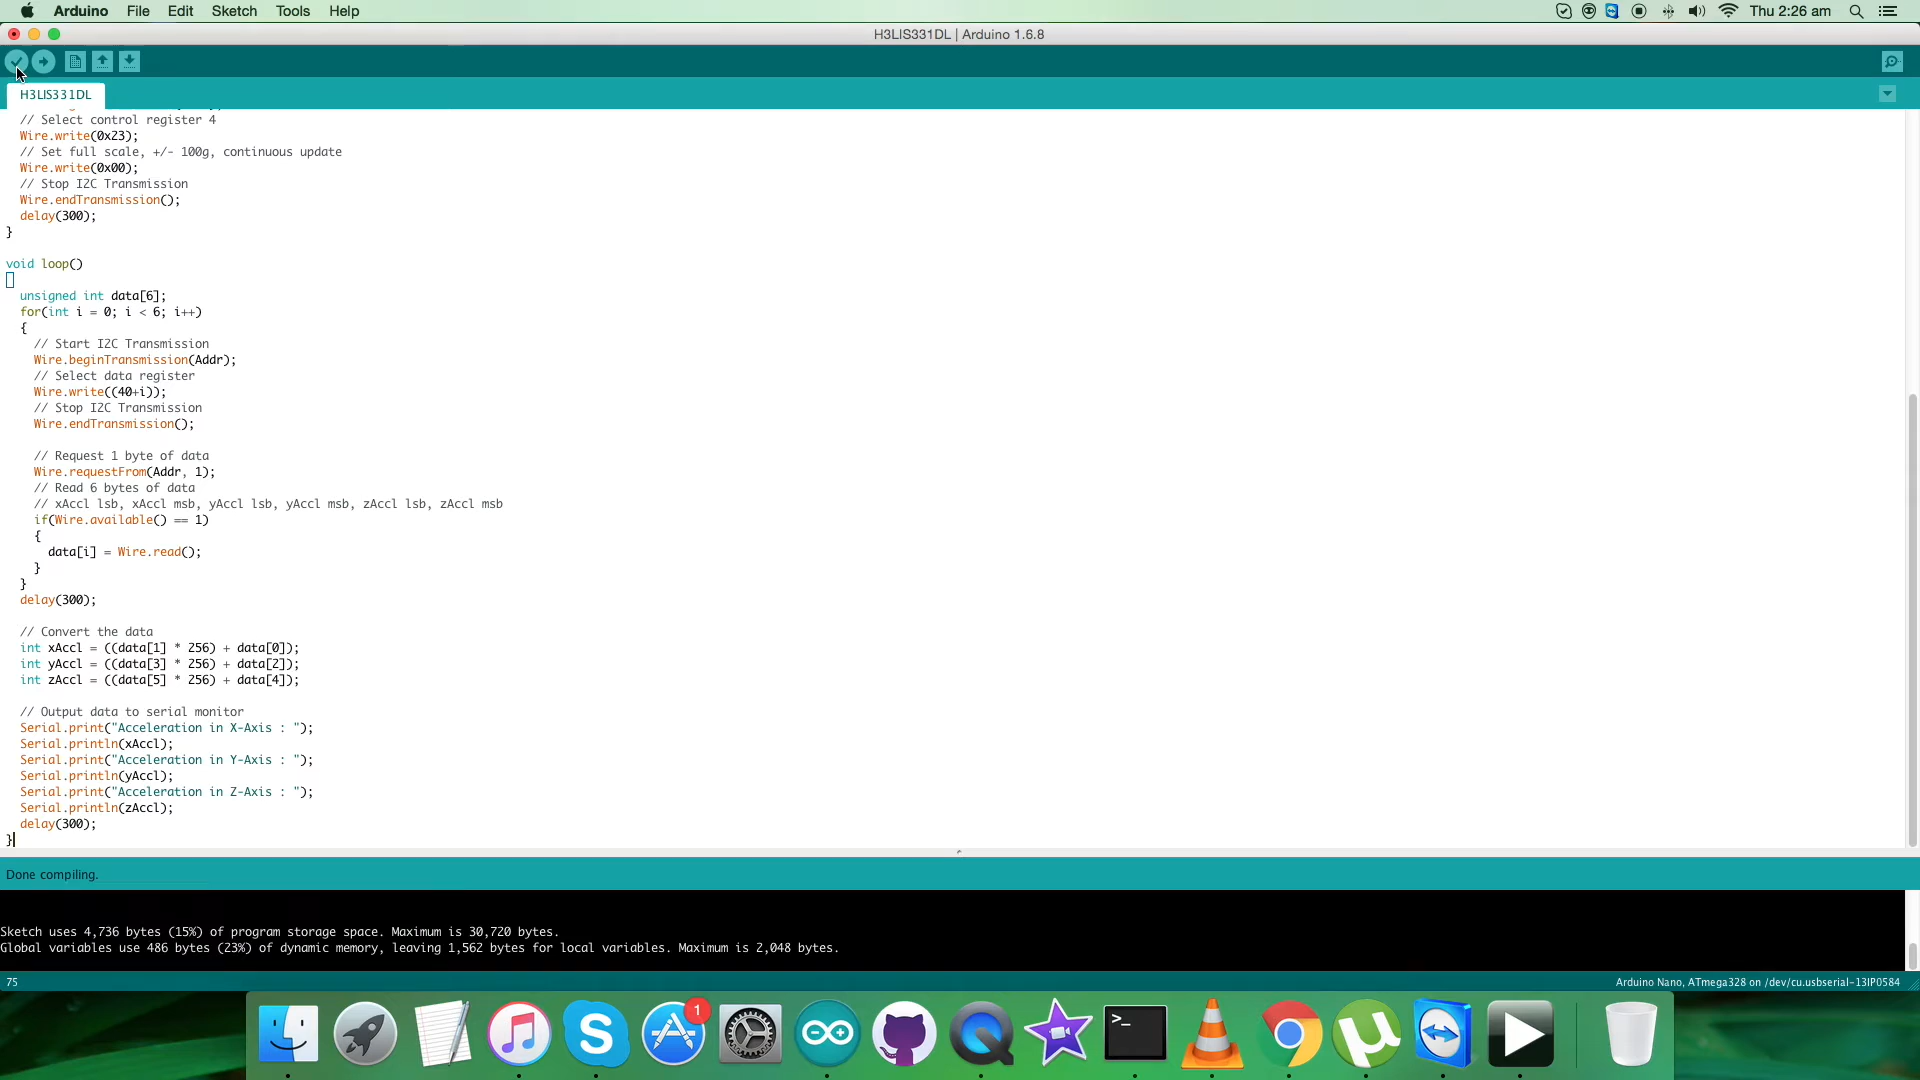 Arduino File Edit Sketch Tools Help
Thu 2:26 am
H3LIS331DL | Arduino 1.6.8
H3LIS331DL
// Select control register 4
Wire.write(0x23);
// Set full scale, +/- 100g, continuous update
Wire.write(0x00);
// Stop I2C Transmission
Wire.endTransmission();
delay(300);
}
void loop()
unsigned int data[6];
for(int i = 0; i < 6; i++)
{
// Start I2C Transmission
Wire.beginTransmission(Addr);
// Select data register
Wire.write((40+i));
// Stop I2C Transmission
Wire.endTransmission();
// Request 1 byte of data
Wire.requestFrom(Addr, 1);
// Read 6 bytes of data
// xAccl lsb, xAccl msb, yAccl lsb, yAccl msb, zAccl lsb, zAccl msb
if(Wire.available() == 1)
{
data[i] = Wire.read();
}
}
delay(300);
// Convert the data
int xAccl = ((data[1] * 256) + data[0]);
int yAccl = ((data[3] * 256) + data[2]);
int zAccl = ((data[5] * 256) + data[4]);
// Output data to serial monitor
Serial.print("Acceleration in X-Axis : ");
Serial.println(xAccl);
Serial.print("Acceleration in Y-Axis : ");
Serial.println(yAccl);
Serial.print("Acceleration in Z-Axis : ");
Serial.println(zAccl);
delay(300);
}
Done compiling.
Sketch uses 4,736 bytes (15%) of program storage space. Maximum is 30,720 bytes.
Global variables use 486 bytes (23%) of dynamic memory, leaving 1,562 bytes for local variables. Maximum is 2,048 bytes.
75
Arduino Nano, ATmega328 on /dev/cu.usbserial-13IP0584
1